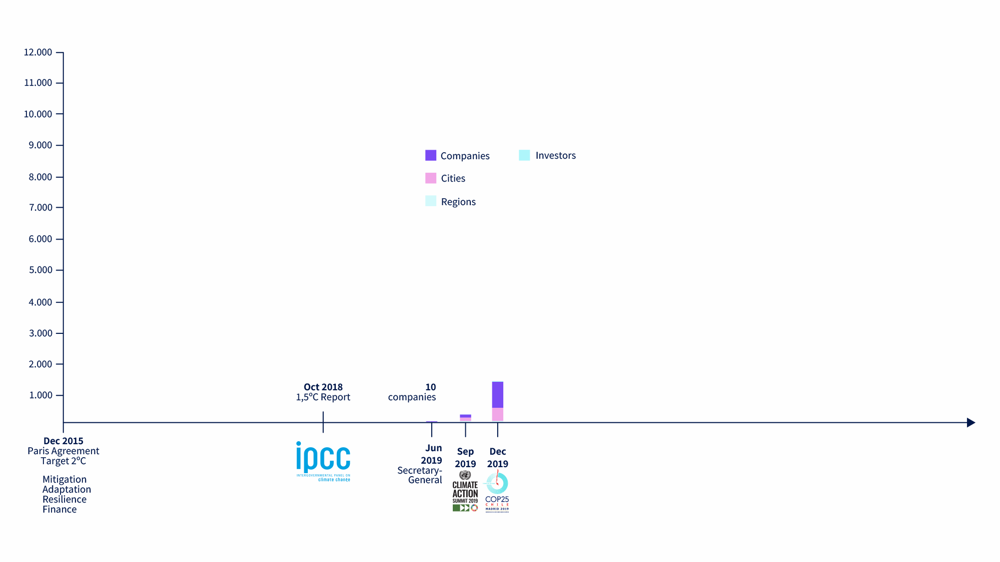 12.000
11.000
10.000
9.000
8.000
7.000
6.000
5.000
4.000
3.000
2.000
1.000
Companies
Investors
Cities
Regions
Oct 2018
1,5ºC Report
10
companies
Dec 2015
Paris Agreement
Target 2ºC
Mitigation
Adaptation
Resilience
Finance
ipcc
INTERGOVERNMENTAL PANEL ON
climate change
Jun
2019
Secretary-
General
Sep
2019
CLIMATE
ACTION
SUMMIT 2019
Dec
2019
COP25
CHILE
MADRID 2019